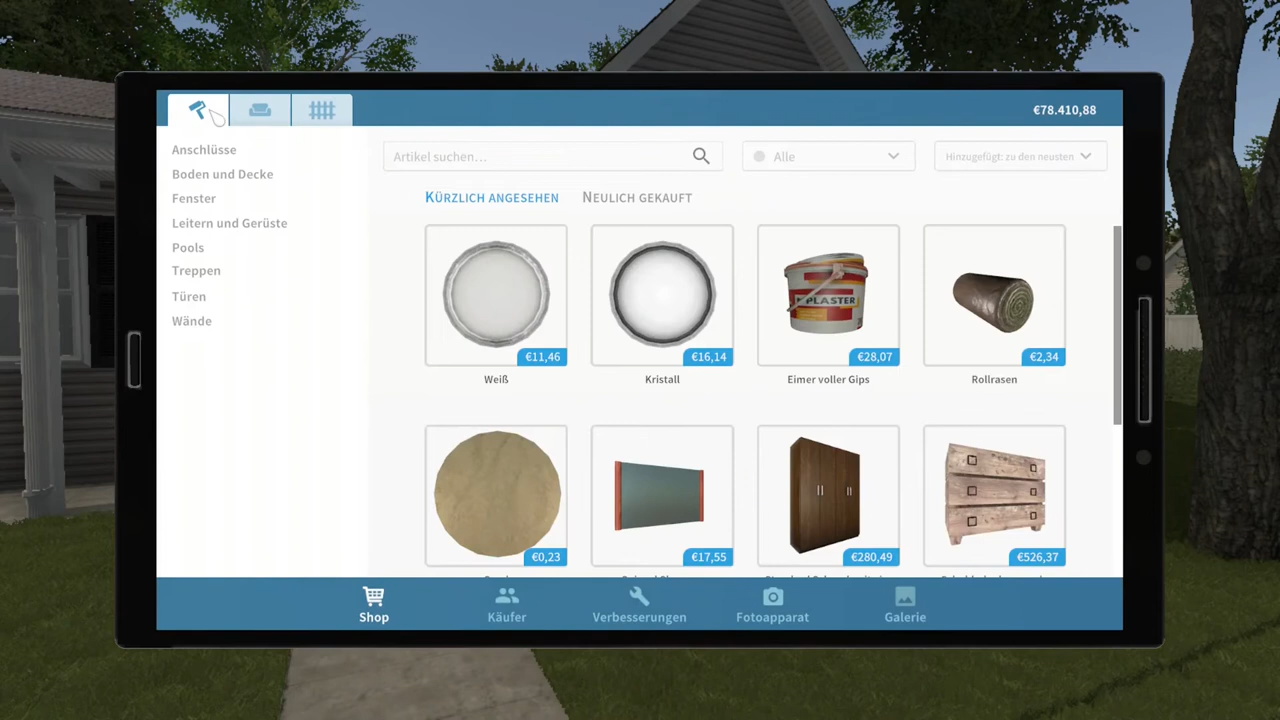 €78.410,88
Anschlüsse
Boden und Decke
Fenster
Leitern und Gerüste
Pools
Treppen
Türen
Wände
Artikel suchen...
Alle
Hinzugefügt: zu den neusten
KÜRZLICH ANGESEHEN
NEULICH GEKAUFT
€11,46
€16,14
PLASTER
€28,07
€2,34
Weiß
Kristall
Eimer voller Gips
Rollrasen
€0,23
€17,55
€280,49
€526,37
Shop
Käufer
Verbesserungen
Fotoapparat
Galerie